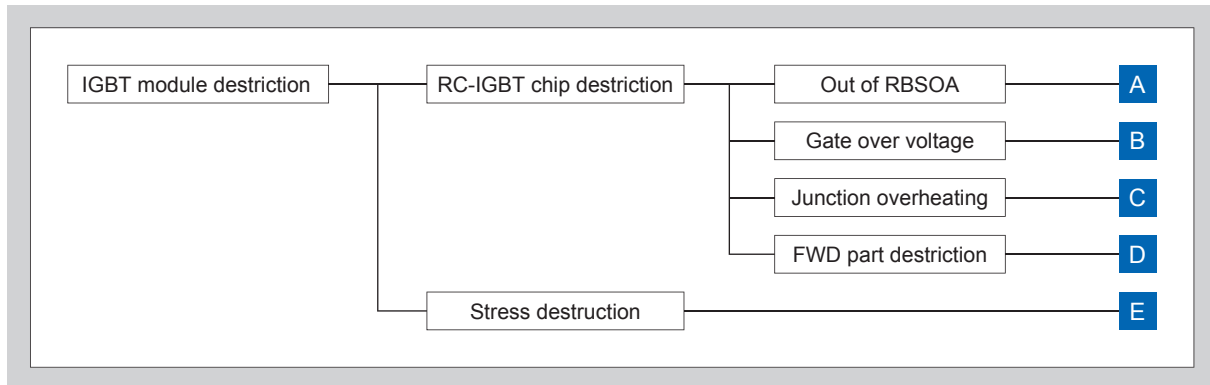 IGBT module destriction
RC-IGBT chip destriction
Out of RBSOA
A
Gate over voltage
B
Junction overheating
C
FWD part destriction
D
Stress destruction
E